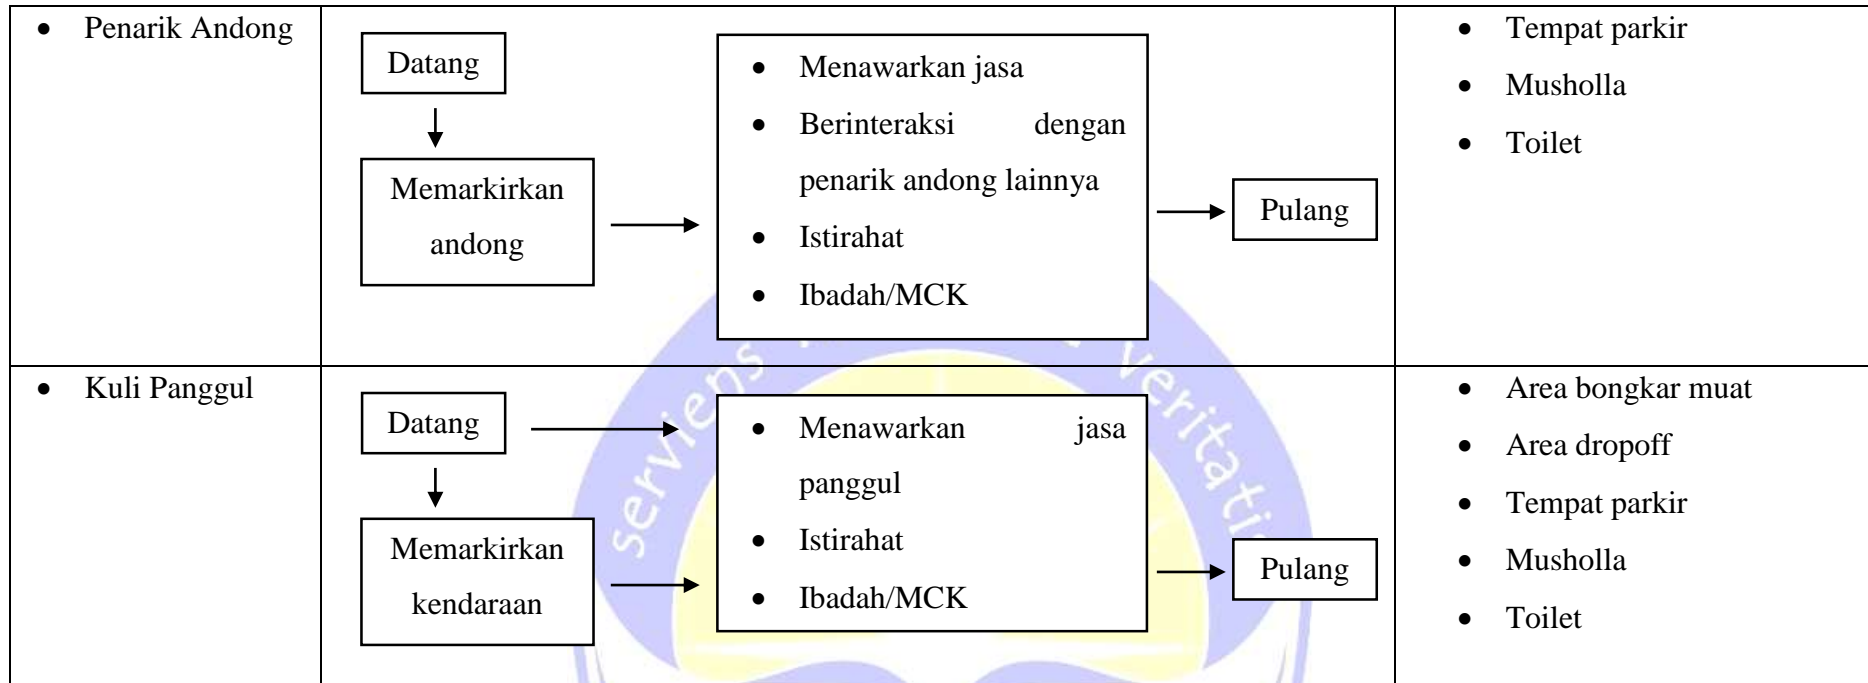 • Penarik Andong
Datang
Memarkirkan
andong
• Menawarkan jasa
• Berinteraksi dengan
penarik andong lainnya
• Istirahat
• Ibadah/MCK
Pulang
• Tempat parkir
• Musholla
• Toilet
• Kuli Panggul
Datang
Memarkirkan
kendaraan
• Menawarkan jasa
panggul
• Istirahat
• Ibadah/MCK
Pulang
• Area bongkar muat
• Area dropoff
• Tempat parkir
• Musholla
• Toilet
serviens